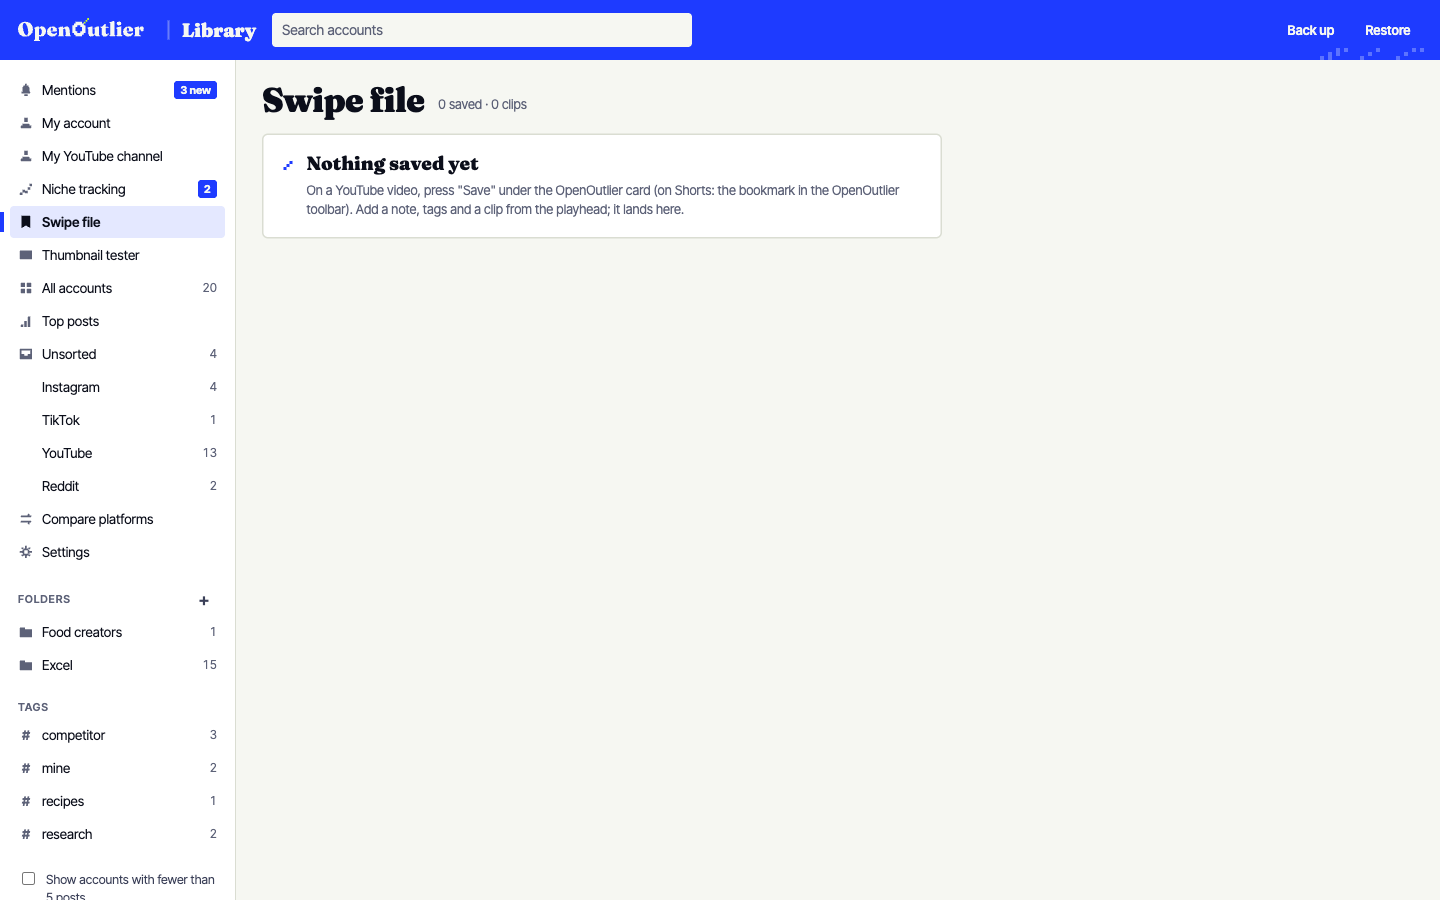 OpenOutlier
Library
Search accounts
Back up
Restore
Mentions
3 new
My account
My YouTube channel
Niche tracking
2
Swipe file
Thumbnail tester
All accounts
20
Top posts
Unsorted
4
Instagram
4
TikTok
1
YouTube
13
Reddit
2
Compare platforms
Settings
FOLDERS
+
Food creators
1
Excel
15
TAGS
# competitor
3
# mine
2
# recipes
1
# research
2
Show accounts with fewer than
5 posts
Swipe file
0 saved · 0 clips
Nothing saved yet
On a YouTube video, press "Save" under the OpenOutlier card (on Shorts: the bookmark in the OpenOutlier
toolbar). Add a note, tags and a clip from the playhead; it lands here.